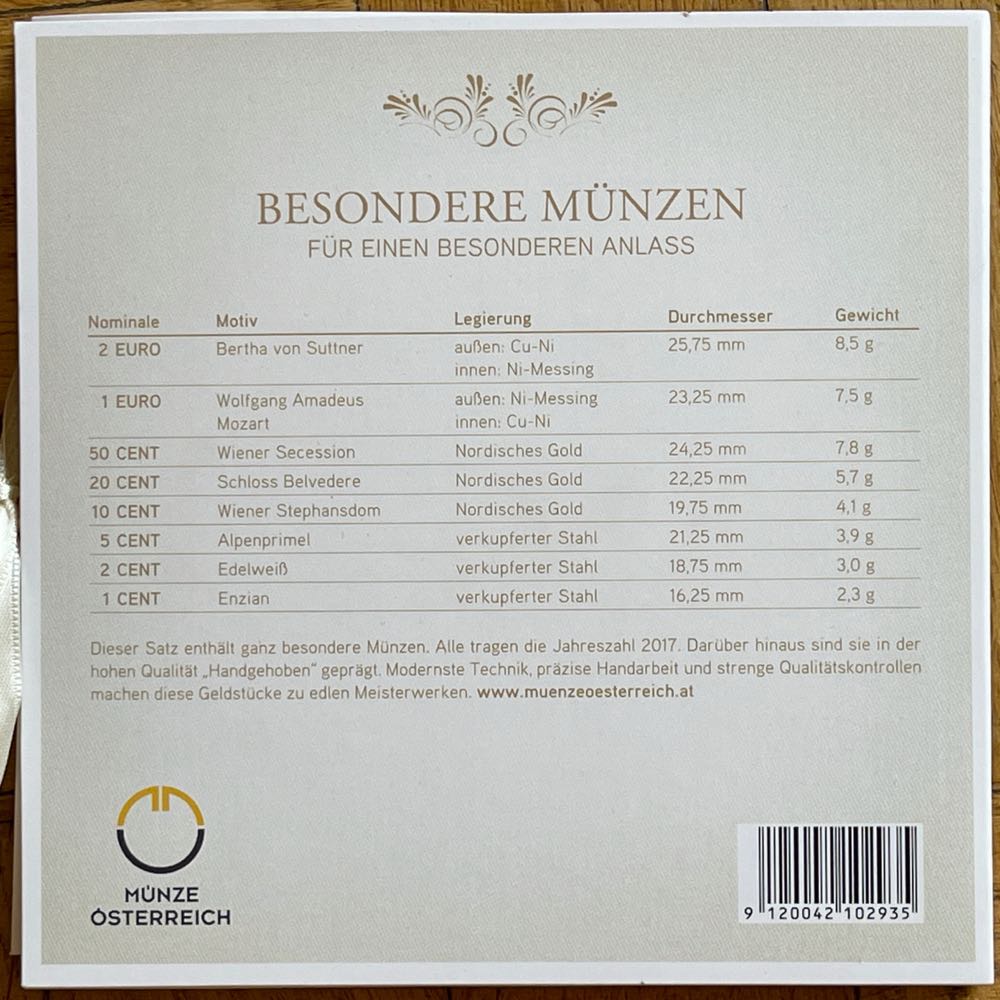 BESONDERE MÜNZEN
FÜR EINEN BESONDEREN ANLASS
Nominale Motiv Legierung Durchmesser Gewicht
2 EURO Bertha von Suttner außen: Cu-Ni 25,75 mm 8,5 g
innen: Ni-Messing
1 EURO Wolfgang Amadeus außen: Ni-Messing 23,25 mm 7,5 g
Mozart innen: Cu-Ni
50 CENT Wiener Secession Nordisches Gold 24,25 mm 7,8 g
20 CENT Schloss Belvedere Nordisches Gold 22,25 mm 5,7 g
10 CENT Wiener Stephansdom Nordisches Gold 19,75 mm 4,1 g
5 CENT Alpenprimel verkupferter Stahl 21,25 mm 3,9 g
2 CENT Edelweiß verkupferter Stahl 18,75 mm 3,0 g
1 CENT Enzian verkupferter Stahl 16,25 mm 2,3 g
Dieser Satz enthält ganz besondere Münzen. Alle tragen die Jahreszahl 2017. Darüber hinaus sind sie in der
hohen Qualität „Handgehoben“ geprägt. Modernste Technik, präzise Handarbeit und strenge Qualitätskontrollen
machen diese Geldstücke zu edlen Meisterwerken. www.muenzeoesterreich.at
MÜNZE
ÖSTERREICH
9 120042 102935